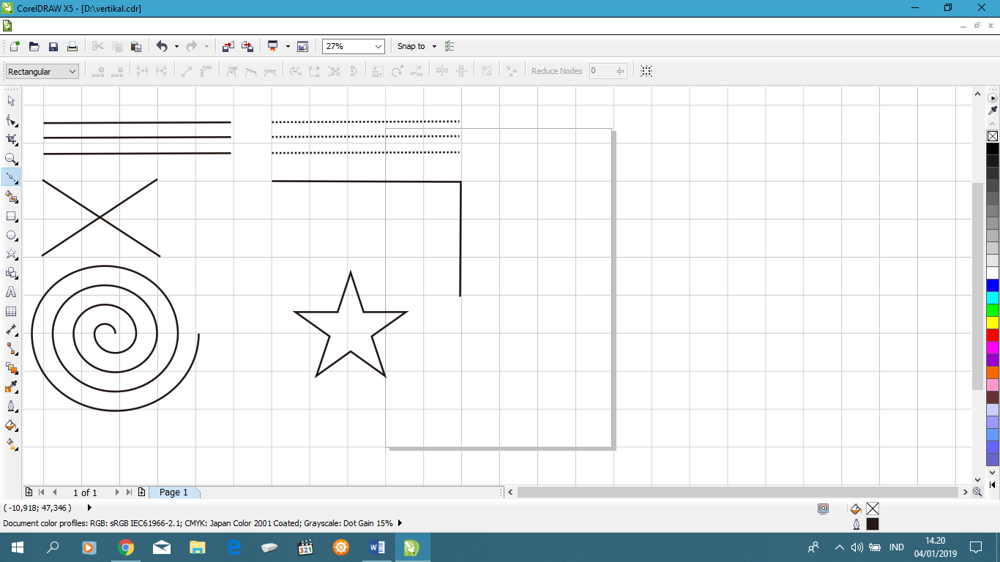 CorelDRAW X5 - [D:\vertikal.cdr]
27%
Snap to
Rectangular
Reduce Nodes 0
1 of 1
Page 1
( -10,918; 47,346 )
Document color profiles: RGB: sRGB IEC61966-2.1; CMYK: Japan Color 2001 Coated; Grayscale: Dot Gain 15%
321
IND
14.20
04/01/2019